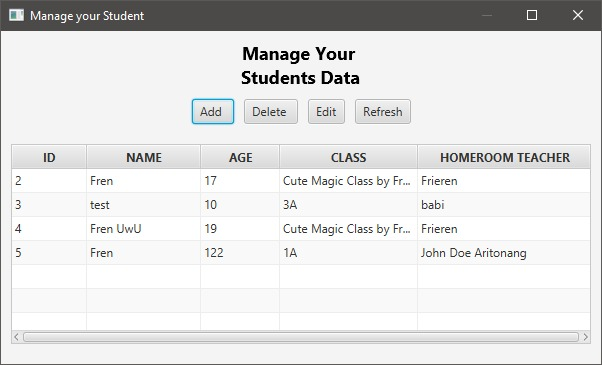 Manage your Student
Manage Your
Students Data
Add Delete Edit Refresh
ID NAME AGE CLASS HOMEROOM TEACHER
2 Fren 17 Cute Magic Class by Fr... Frieren
3 test 10 3A babi
4 Fren UwU 19 Cute Magic Class by Fr... Frieren
5 Fren 122 1A John Doe Aritonang